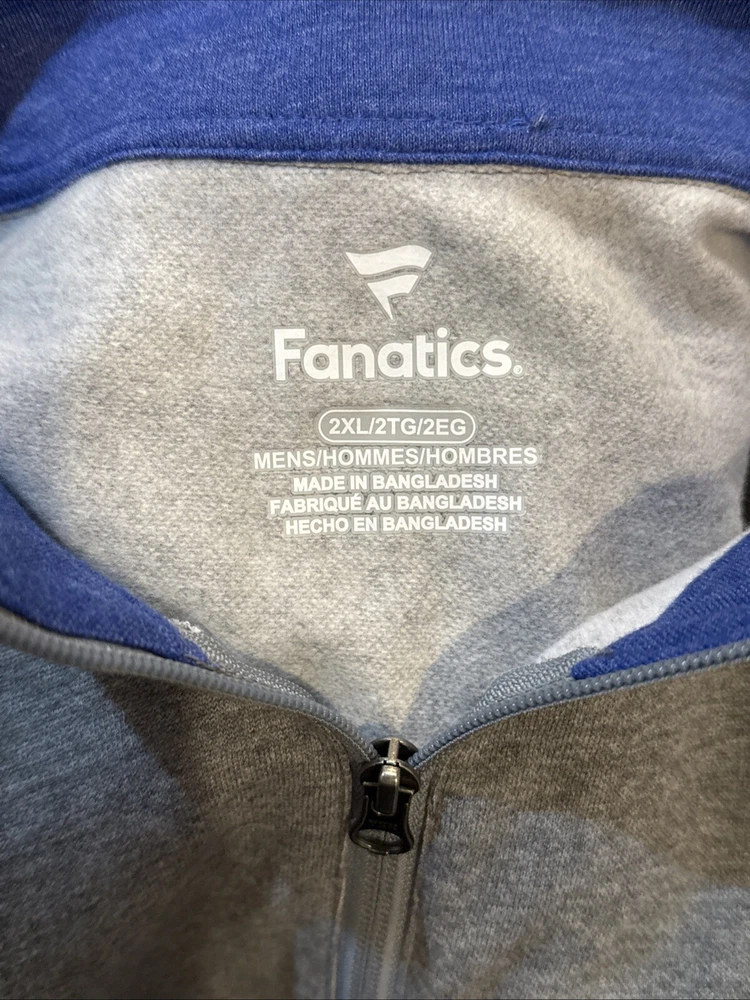 Fanatics.
2XL/2TG/2EG
MENS/HOMMES/HOMBRES
MADE IN BANGLADESH
FABRIQUÉ AU BANGLADESH
HECHO EN BANGLADESH